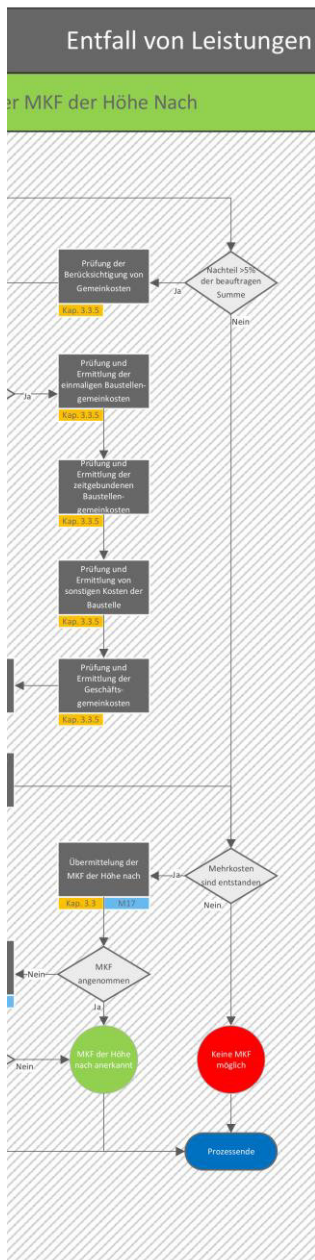 Entfall von Leistungen
er MKF der Höhe Nach
Prüfung der
Berücksichtigung von
Gemeinkosten
Kap. 3.3.5
Ja
Nachteil >5%
der beauftragen
Summe
Nein
Ja
Prüfung und
Ermittlung der
einmaligen Baustellen-
gemeinkosten
Kap. 3.3.5
Prüfung und
Ermittlung der
zeitgebundenen
Baustellen-
gemeinkosten
Kap. 3.3.5
Prüfung und
Ermittlung von
sonstigen Kosten der
Baustelle
Kap. 3.3.5
Prüfung und
Ermittlung der
Geschäfts-
gemeinkosten
Kap. 3.3.5
Übermittelung der
MKF der Höhe nach
Kap. 3.3
M17
Ja
Mehrkosten
sind entstanden
Nein
Nein
MKF
angenommen
Ja
Nein
MKF der Höhe
nach anerkannt
Keine MKF
möglich
Prozessende